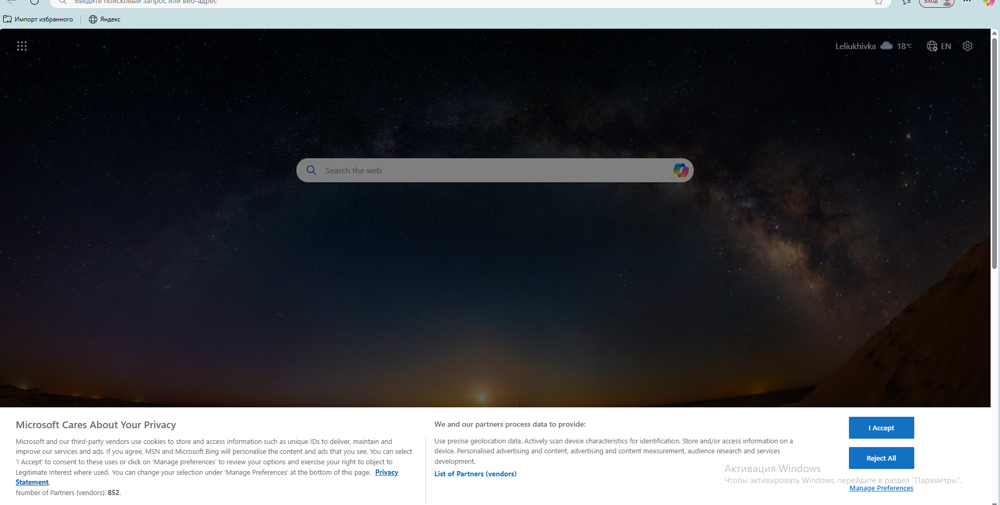 Введите поисковый запрос или веб-адрес
Вход
Импорт избранного
Яндекс
Leliukhivka 18°C EN
Search the web
Microsoft Cares About Your Privacy
Microsoft and our third-party vendors use cookies to store and access information such as unique IDs to deliver, maintain and
improve our services and ads. If you agree, MSN and Microsoft Bing will personalise the content and ads that you see. You can select
‘I Accept’ to consent to these uses or click on ‘Manage preferences’ to review your options and exercise your right to object to
Legitimate Interest where used. You can change your selection under ‘Manage Preferences’ at the bottom of this page. Privacy
Statement.
Number of Partners (vendors): 852.
We and our partners process data to provide:
Use precise geolocation data. Actively scan device characteristics for identification. Store and/or access information on a
device. Personalised advertising and content, advertising and content measurement, audience research and services
development.
List of Partners (vendors)
I Accept
Reject All
Активация Windows
Чтобы активировать Windows, перейдите в раздел "Параметры".
Manage Preferences